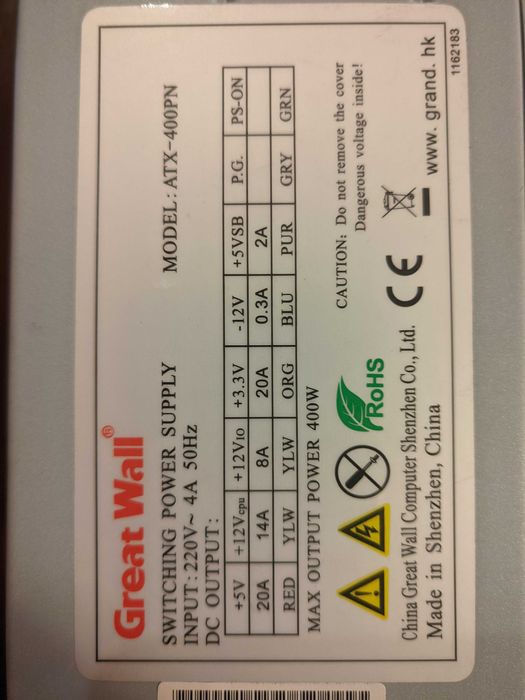 Great Wall®
SWITCHING POWER SUPPLY MODEL: ATX-400PN
INPUT: 220V~ 4A 50Hz
DC OUTPUT:
+5V +12Vcpu +12VIO +3.3V -12V +5VSB P.G. PS-ON
20A 14A 8A 20A 0.3A 2A
RED YLW YLW ORG BLU PUR GRY GRN
MAX OUTPUT POWER 400W
CAUTION: Do not remove the cover
Dangerous voltage inside!
RoHS
CE
China Great Wall Computer Shenzhen Co., Ltd.
Made in Shenzhen, China
www.grand.hk
1162183